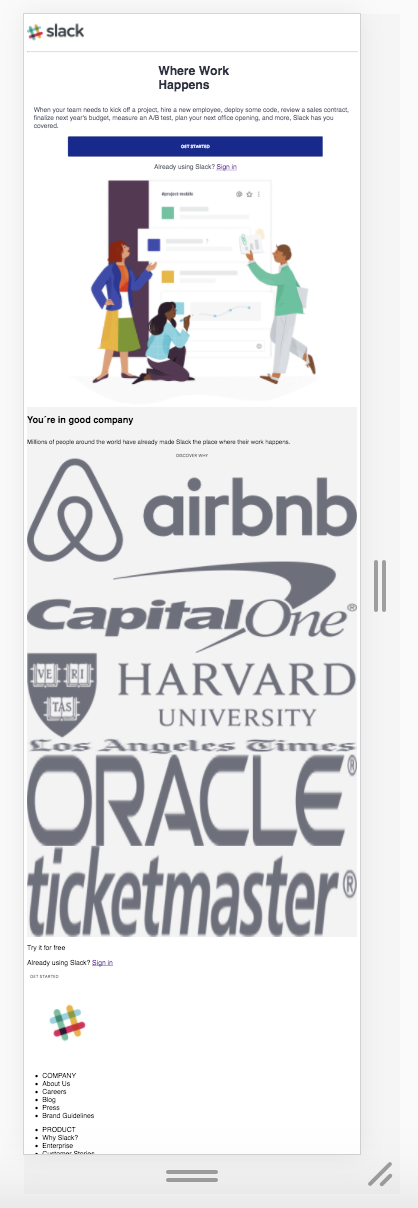 slack
Where Work
Happens
When your team needs to kick off a project, hire a new employee, deploy some code, review a sales contract,
finalize next year's budget, measure an A/B test, plan your next office opening, and more, Slack has you
covered.
GET STARTED
Already using Slack? Sign in
#project-mobile
You´re in good company
Millions of people around the world have already made Slack the place where their work happens.
DISCOVER WHY
airbnb
Capital One®
VE RI
TAS
HARVARD
UNIVERSITY
Los Angeles Times
ORACLE®
ticketmaster®
Try it for free
Already using Slack? Sign in
GET STARTED
• COMPANY
• About Us
• Careers
• Blog
• Press
• Brand Guidelines
• PRODUCT
• Why Slack?
• Enterprise
• Customer Stories